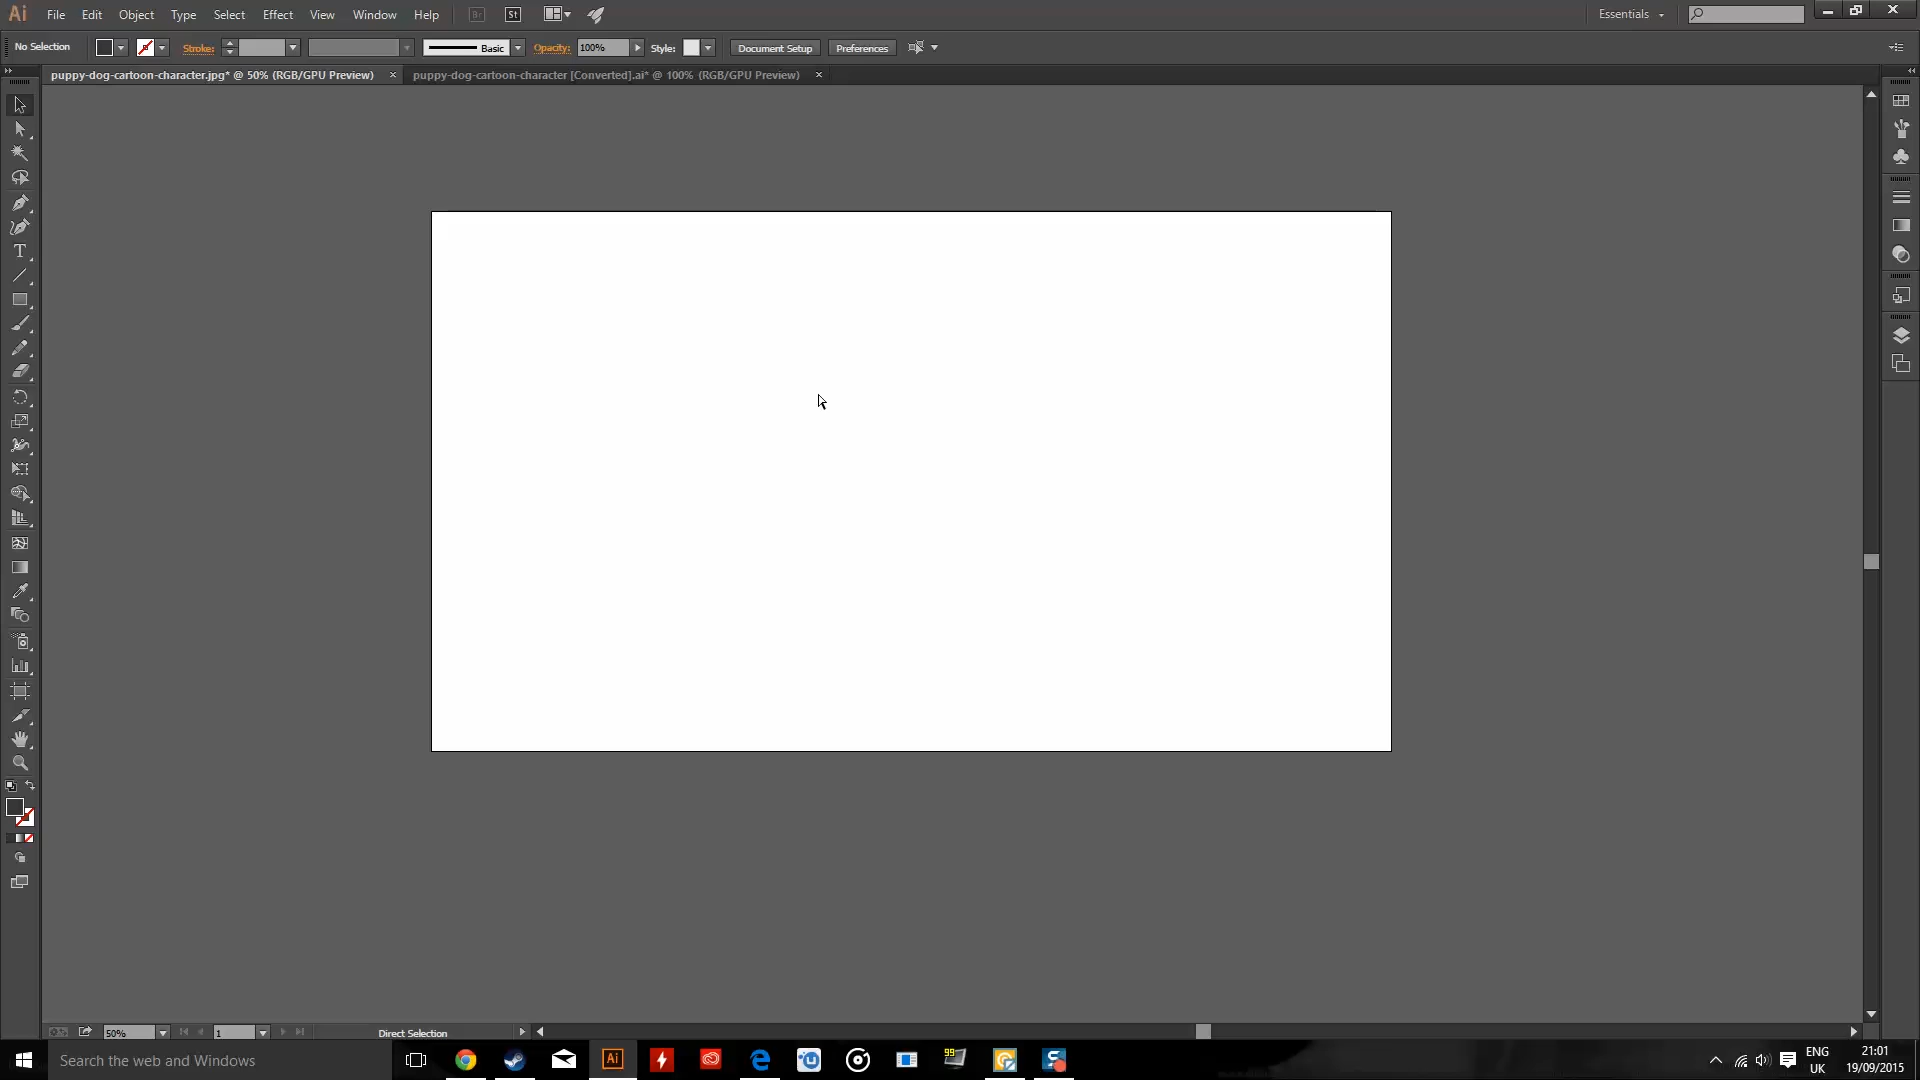 Ai File Edit Object Type Select Effect View Window Help Br St Essentials
No Selection Stroke: Basic Opacity: 100% Style: Document Setup Preferences
puppy-dog-cartoon-character.jpg* @ 50% (RGB/GPU Preview) × puppy-dog-cartoon-character [Converted].ai* @ 100% (RGB/GPU Preview) ×
T
50% 1 Direct Selection
Search the web and Windows Ai 99 ENG 21:01
UK 19/09/2015